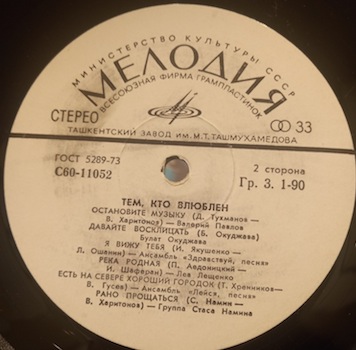 МИНИСТЕРСТВО КУЛЬТУРЫ СССР
МЕЛОДИЯ
ВСЕСОЮЗНАЯ ФИРМА ГРАМПЛАСТИНОК
СТЕРЕО
33
ТАШКЕНТСКИЙ ЗАВОД ИМ. М.Т. ТАШМУХАМЕДОВА
ГОСТ 5289-73
С60-11052
2 сторона
Гр. 3. 1-90
ТЕМ, КТО ВЛЮБЛЕН
ОСТАНОВИТЕ МУЗЫКУ (Д. Тухманов —
В. Харитонов) — Валерий Павлов
ДАВАЙТЕ ВОСКЛИЦАТЬ (Б. Окуджава)
Булат Окуджава
Я ВИЖУ ТЕБЯ (И. Якушенко —
Л. Ошанин) — Ансамбль «Здравствуй, песня»
РЕКА РОДНАЯ (П. Аедоницкий —
И. Шаферан) — Лев Лещенко
ЕСТЬ НА СЕВЕРЕ ХОРОШИЙ ГОРОДОК (Т. Хренников —
В. Гусев) — Ансамбль «Лейся, песня»
РАНО ПРОЩАТЬСЯ (С. Намин —
В. Харитонов) — Группа Стаса Намина